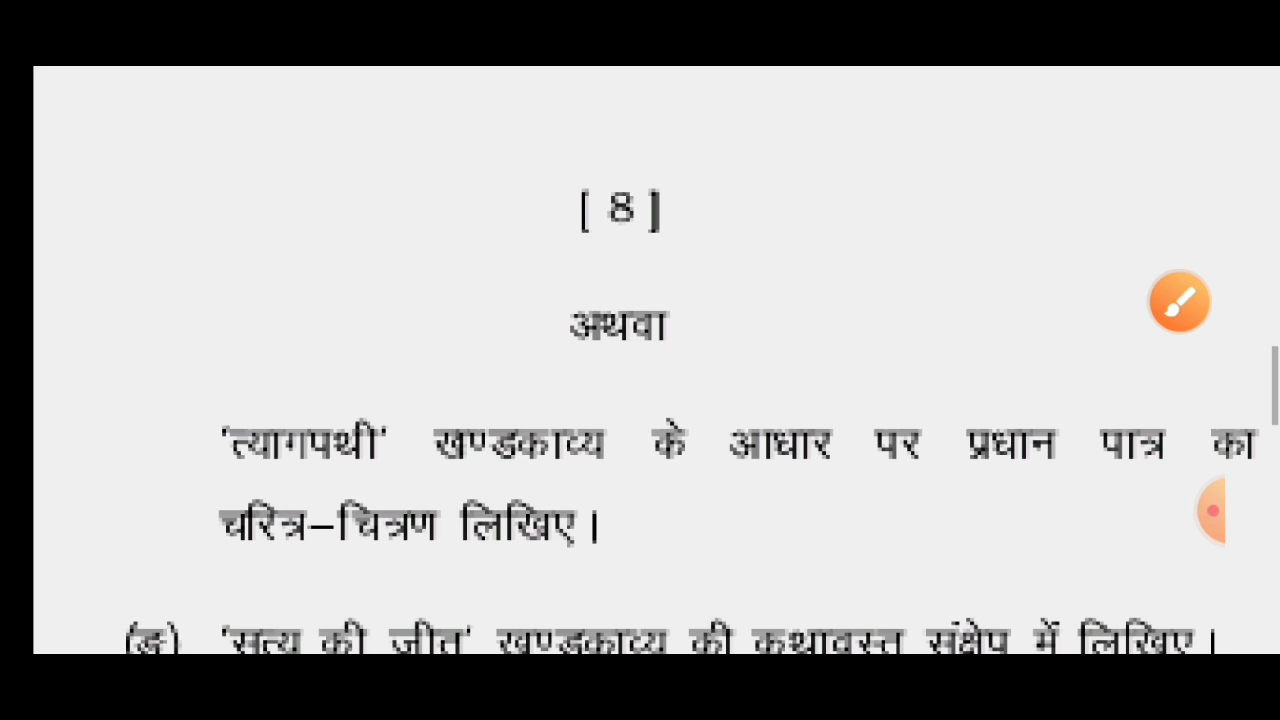 [ 8 ]
अथवा
'त्यागपथी' खण्डकाव्य के आधार पर प्रधान पात्र का
चरित्र–चित्रण लिखिए।
(ङ) 'सत्य की जीत' खण्डकाव्य की कथावस्तु संक्षेप में लिखिए।